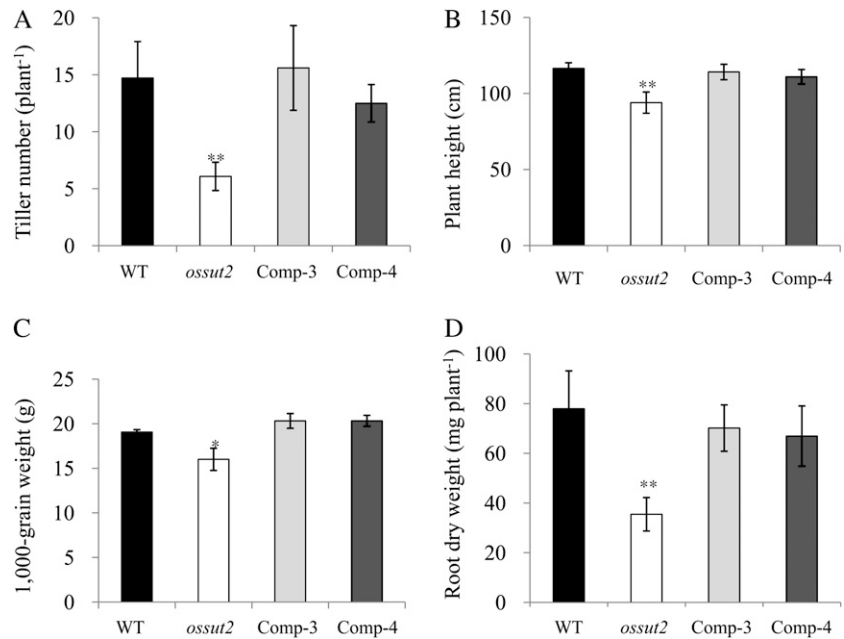 A
Tiller number (plant⁻¹)
20
15
10
5
0
**
WT ossut2 Comp-3 Comp-4
B
Plant height (cm)
150
100
50
0
**
WT ossut2 Comp-3 Comp-4
C
1,000-grain weight (g)
25
20
15
10
5
0
*
WT ossut2 Comp-3 Comp-4
D
Root dry weight (mg plant⁻¹)
100
80
60
40
20
0
**
WT ossut2 Comp-3 Comp-4